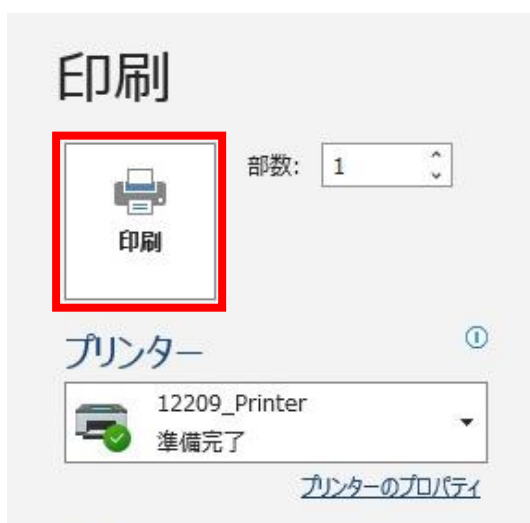 印刷
部数: 1
印刷
プリンター
12209_Printer
準備完了
プリンターのプロパティ